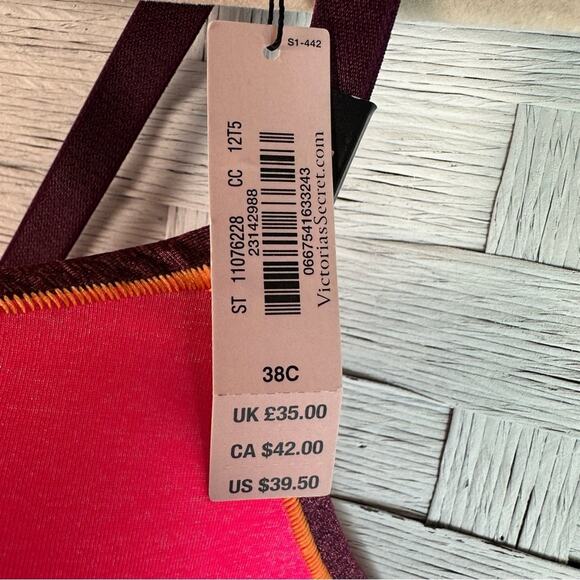 S1-442
ST 11076228 CC 12T5
23142988
0667541633243
VictoriasSecret.com
38C
UK £35.00
CA $42.00
US $39.50